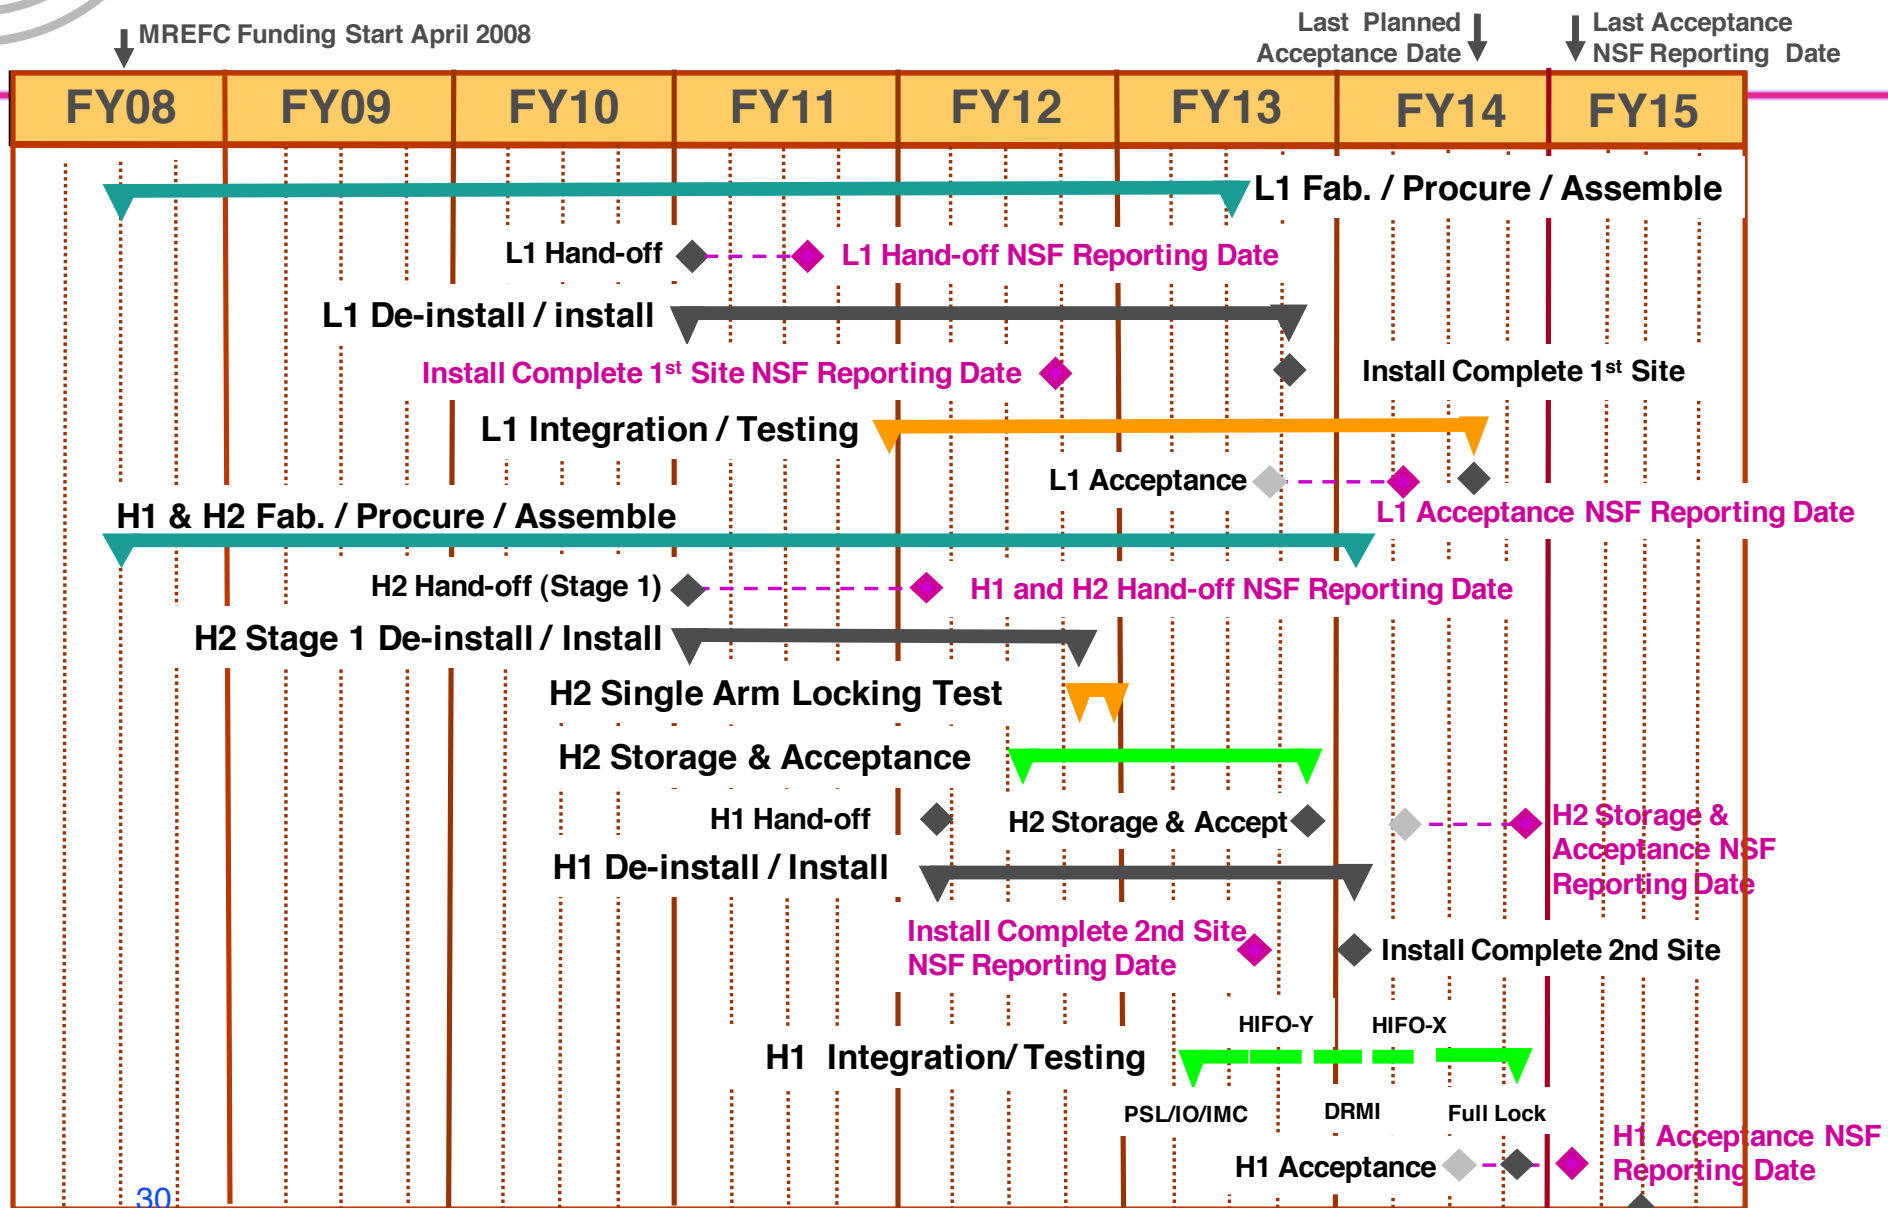 MREFC Funding Start April 2008
Last Planned
Acceptance Date
Last Acceptance
NSF Reporting Date
FY08 FY09 FY10 FY11 FY12 FY13 FY14 FY15
L1 Fab. / Procure / Assemble
L1 Hand-off
L1 Hand-off NSF Reporting Date
L1 De-install / install
Install Complete 1st Site NSF Reporting Date
Install Complete 1st Site
L1 Integration / Testing
L1 Acceptance
L1 Acceptance NSF Reporting Date
H1 & H2 Fab. / Procure / Assemble
H2 Hand-off (Stage 1)
H1 and H2 Hand-off NSF Reporting Date
H2 Stage 1 De-install / Install
H2 Single Arm Locking Test
H2 Storage & Acceptance
H1 Hand-off
H2 Storage & Accept
H2 Storage &
Acceptance NSF
Reporting Date
H1 De-install / Install
Install Complete 2nd Site
NSF Reporting Date
Install Complete 2nd Site
HIFO-Y
HIFO-X
H1 Integration/ Testing
PSL/IO/IMC
DRMI
Full Lock
H1 Acceptance
H1 Acceptance NSF
Reporting Date
30